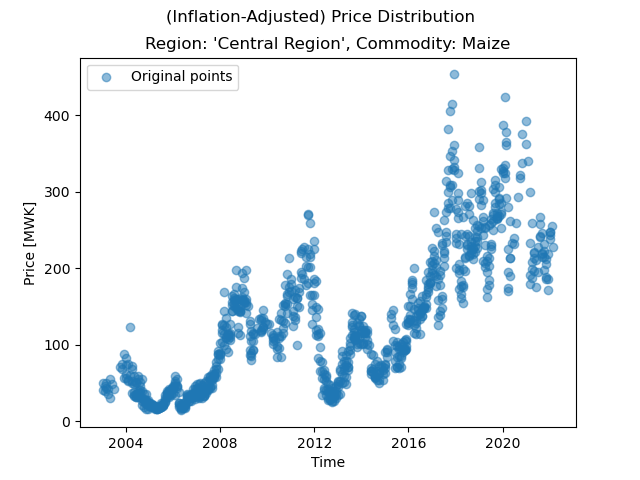 (Inflation-Adjusted) Price Distribution
Region: 'Central Region', Commodity: Maize
Original points
400
300
200
100
0
Price [MWK]
2004 2008 2012 2016 2020
Time